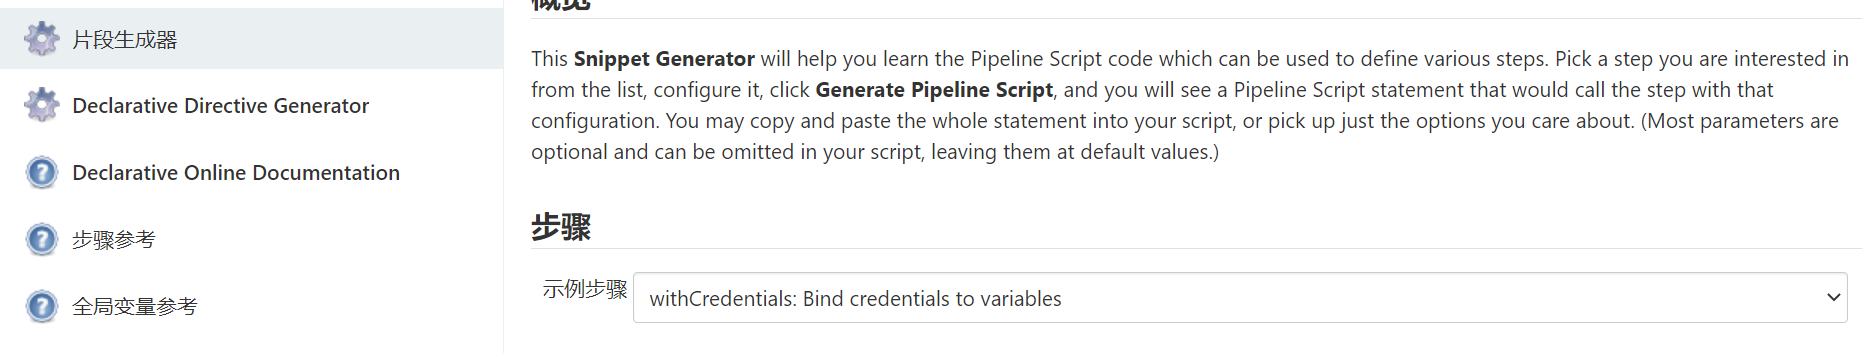 片段生成器
Declarative Directive Generator
Declarative Online Documentation
步骤参考
全局变量参考
概览
This Snippet Generator will help you learn the Pipeline Script code which can be used to define various steps. Pick a step you are interested in
from the list, configure it, click Generate Pipeline Script, and you will see a Pipeline Script statement that would call the step with that
configuration. You may copy and paste the whole statement into your script, or pick up just the options you care about. (Most parameters are
optional and can be omitted in your script, leaving them at default values.)
步骤
示例步骤
withCredentials: Bind credentials to variables